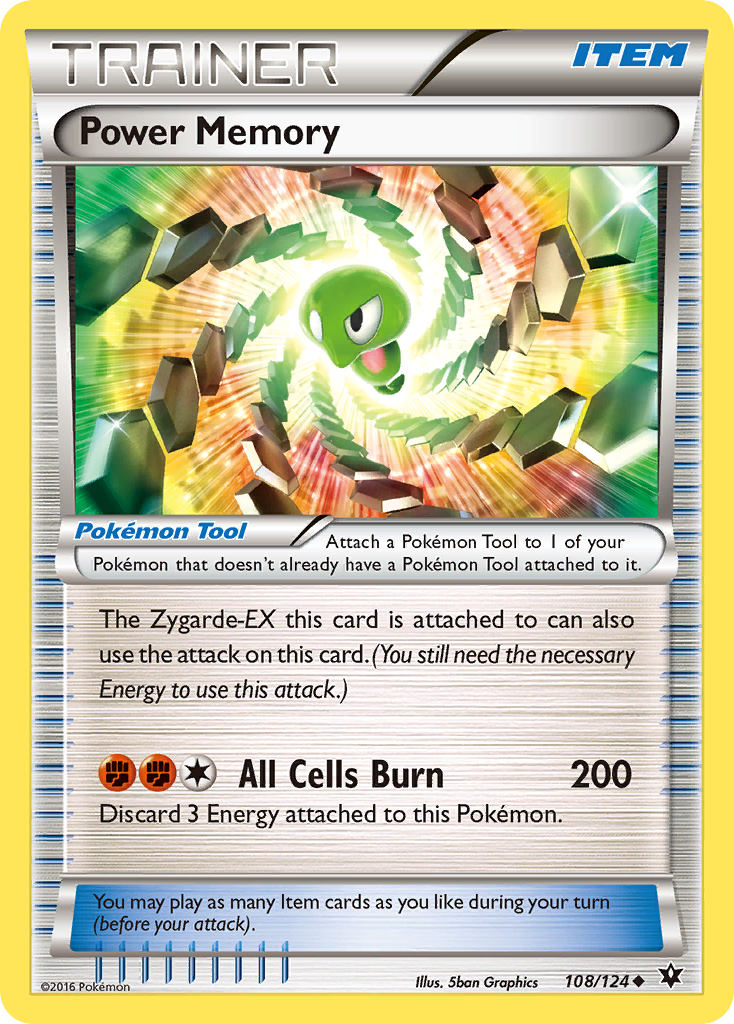 TRAINER
ITEM
Power Memory
Pokémon Tool
Attach a Pokémon Tool to 1 of your
Pokémon that doesn't already have a Pokémon Tool attached to it.
The Zygarde-EX this card is attached to can also
use the attack on this card. (You still need the necessary
Energy to use this attack.)
All Cells Burn 200
Discard 3 Energy attached to this Pokémon.
You may play as many Item cards as you like during your turn
(before your attack).
©2016 Pokémon
Illus. 5ban Graphics
108/124